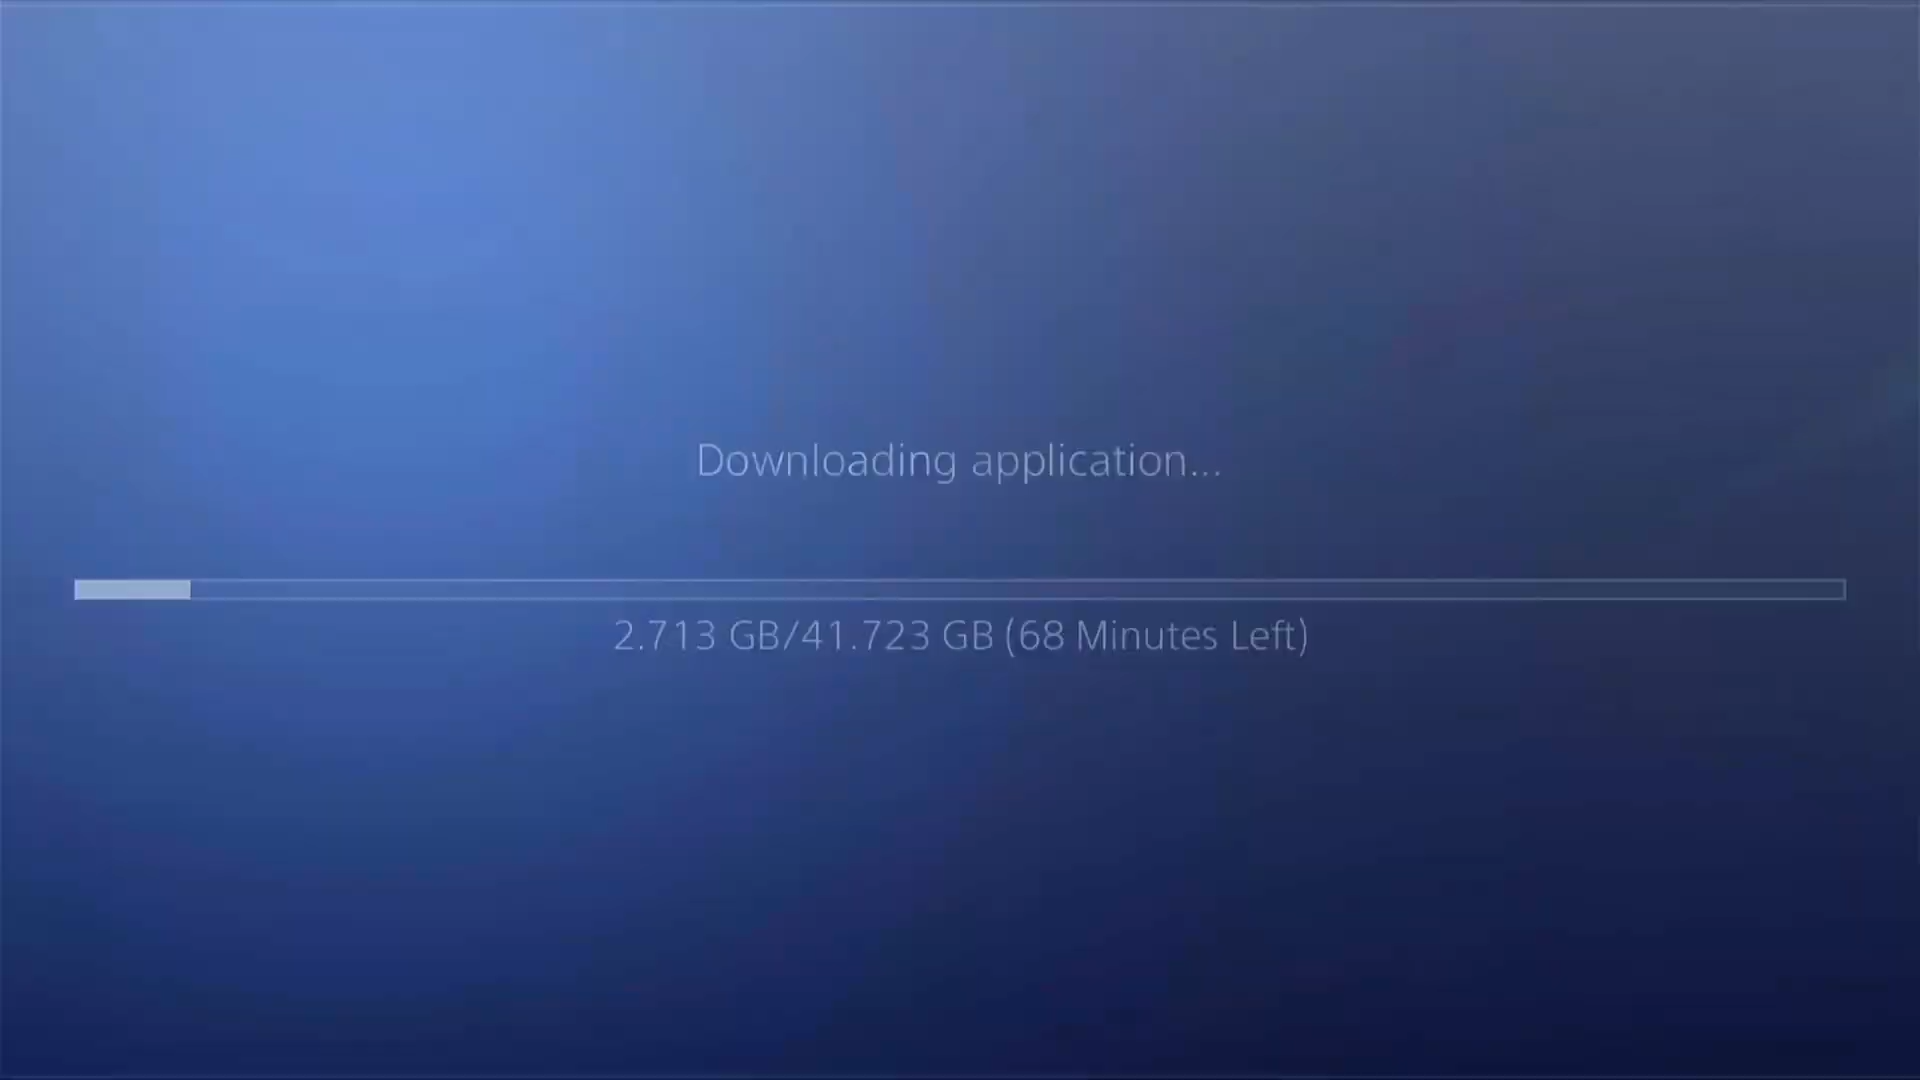 Downloading application...
2.713 GB/41.723 GB (68 Minutes Left)